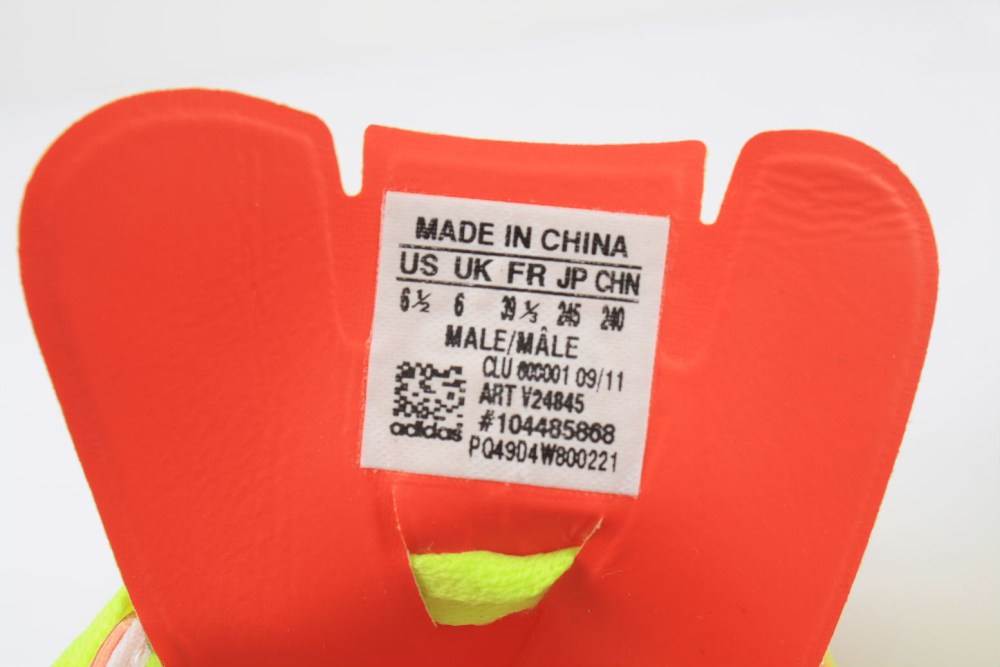 MADE IN CHINA
US UK FR JP CHN
6½ 6 39⅓ 245 240
MALE/MÂLE
CLU 600001 09/11
ART V24845
#104485868
adidas
PQ49D4W800221